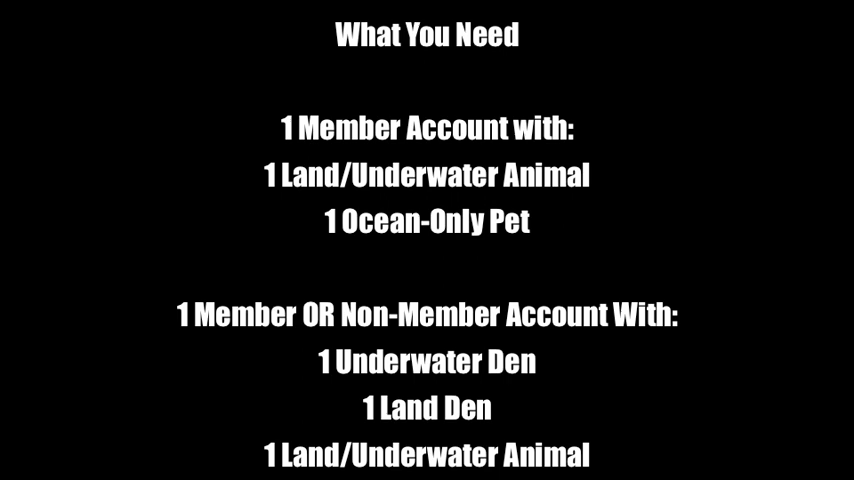 What You Need
1 Member Account with:
1 Land/Underwater Animal
1 Ocean-Only Pet
1 Member OR Non-Member Account With:
1 Underwater Den
1 Land Den
1 Land/Underwater Animal